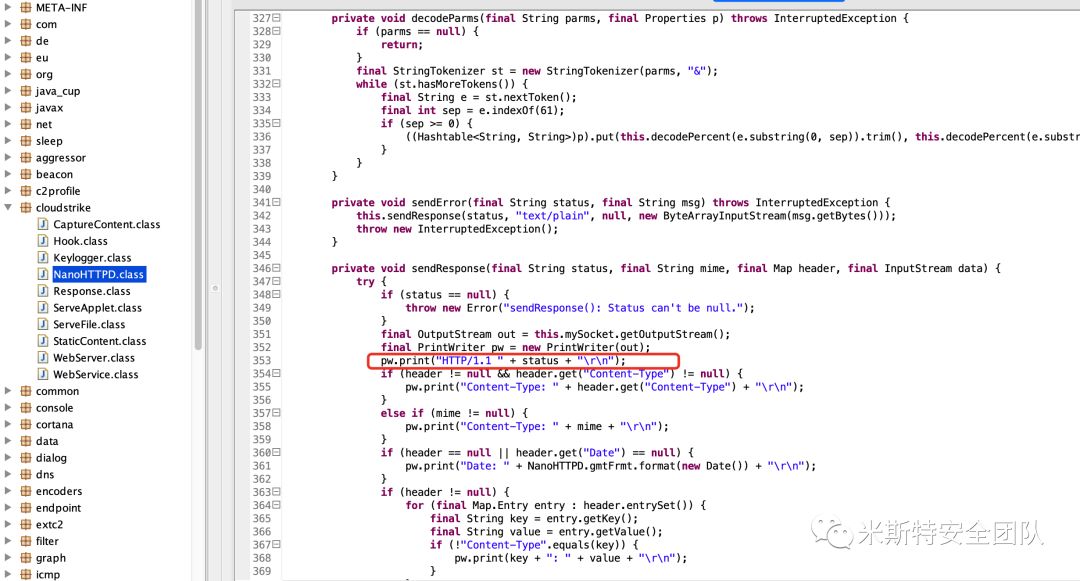 META-INF
com
de
eu
org
java_cup
javax
net
sleep
aggressor
beacon
c2profile
cloudstrike
CaptureContent.class
Hook.class
Keylogger.class
NanoHTTPD.class
Response.class
ServeApplet.class
ServeFile.class
StaticContent.class
WebServer.class
WebService.class
common
console
cortana
data
dialog
dns
encoders
endpoint
extc2
filter
graph
icmp
327 private void decodeParms(final String parms, final Properties p) throws InterruptedException {
328 if (parms == null) {
329 return;
330 }
331 final StringTokenizer st = new StringTokenizer(parms, "&");
332 while (st.hasMoreTokens()) {
333 final String e = st.nextToken();
334 final int sep = e.indexOf(61);
335 if (sep >= 0) {
336 ((Hashtable<String, String>)p).put(this.decodePercent(e.substring(0, sep)).trim(), this.decodePercent(e.subst
337 }
338 }
339 }
340
341 private void sendError(final String status, final String msg) throws InterruptedException {
342 this.sendResponse(status, "text/plain", null, new ByteArrayInputStream(msg.getBytes()));
343 throw new InterruptedException();
344 }
345
346 private void sendResponse(final String status, final String mime, final Map header, final InputStream data) {
347 try {
348 if (status == null) {
349 throw new Error("sendResponse(): Status can't be null.");
350 }
351 final OutputStream out = this.mySocket.getOutputStream();
352 final PrintWriter pw = new PrintWriter(out);
353 pw.print("HTTP/1.1 " + status + "\r\n");
354 if (header != null && header.get("Content-Type") != null) {
355 pw.print("Content-Type: " + header.get("Content-Type") + "\r\n");
356 }
357 else if (mime != null) {
358 pw.print("Content-Type: " + mime + "\r\n");
359 }
360 if (header == null || header.get("Date") == null) {
361 pw.print("Date: " + NanoHTTPD.gmtFrmt.format(new Date()) + "\r\n");
362 }
363 if (header != null) {
364 for (final Map.Entry entry : header.entrySet()) {
365 final String key = entry.getKey();
366 final String value = entry.getValue();
367 if (!"Content-Type".equals(key)) {
368 pw.print(key + ": " + value + "\r\n");
369 }
米斯特安全团队